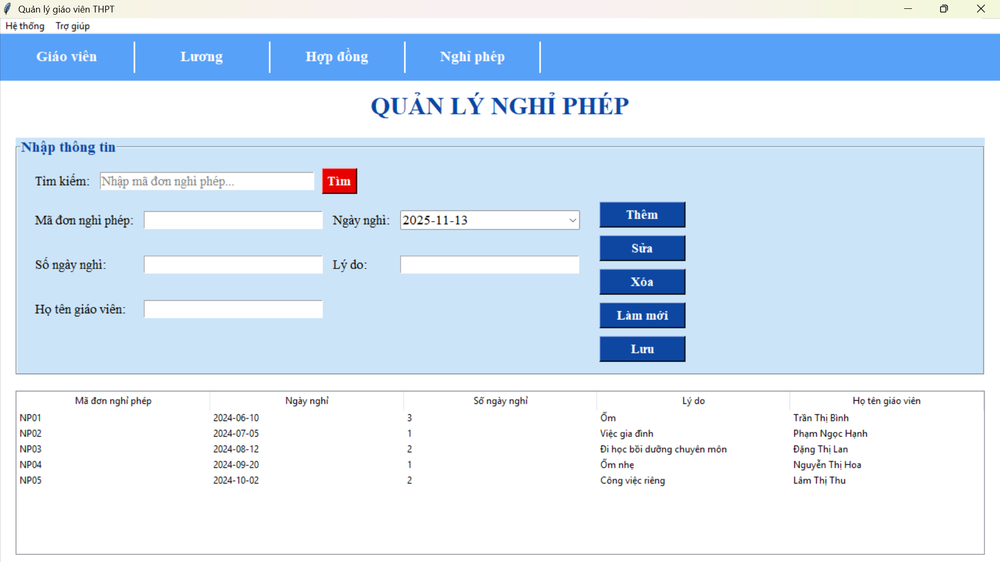 Quản lý giáo viên THPT
Hệ thống Trợ giúp
Giáo viên Lương Hợp đồng Nghỉ phép
QUẢN LÝ NGHỈ PHÉP
Nhập thông tin
Tìm kiếm: Nhập mã đơn nghỉ phép... Tìm
Mã đơn nghỉ phép: Ngày nghỉ: 2025-11-13 Thêm
Sửa
Số ngày nghỉ: Lý do:
Xóa
Họ tên giáo viên: Làm mới
Lưu
Mã đơn nghỉ phép Ngày nghỉ Số ngày nghỉ Lý do Họ tên giáo viên
NP01 2024-06-10 3 Ốm Trần Thị Bình
NP02 2024-07-05 1 Việc gia đình Phạm Ngọc Hạnh
NP03 2024-08-12 2 Đi học bồi dưỡng chuyên môn Đặng Thị Lan
NP04 2024-09-20 1 Ốm nhẹ Nguyễn Thị Hoa
NP05 2024-10-02 2 Công việc riêng Lâm Thị Thu